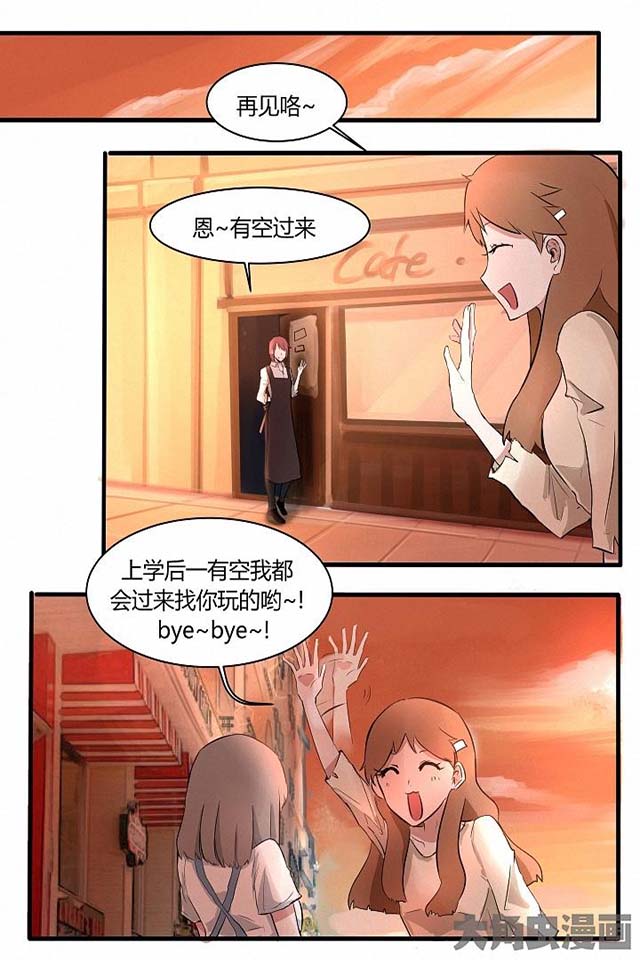 再见咯~
恩~有空过来
Cafe
上学后一有空我都
会过来找你玩的哟~!
bye~bye~!
大角虫漫画